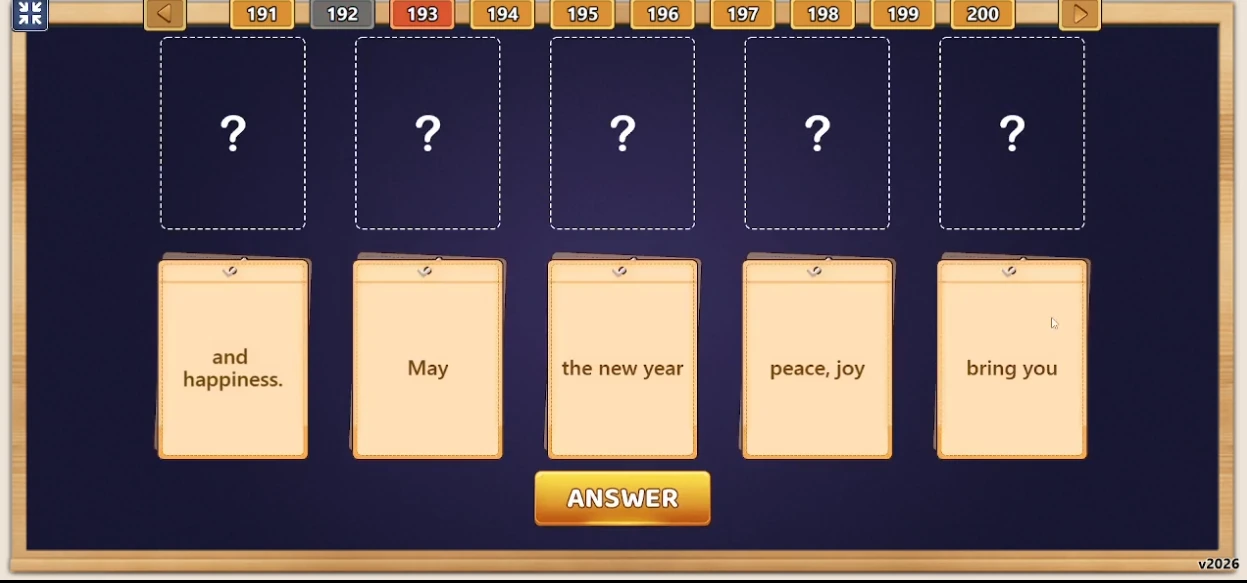 191 192 193 194 195 196 197 198 199 200
? ? ? ? ?
and
happiness.
May
the new year
peace, joy
bring you
ANSWER
v2026